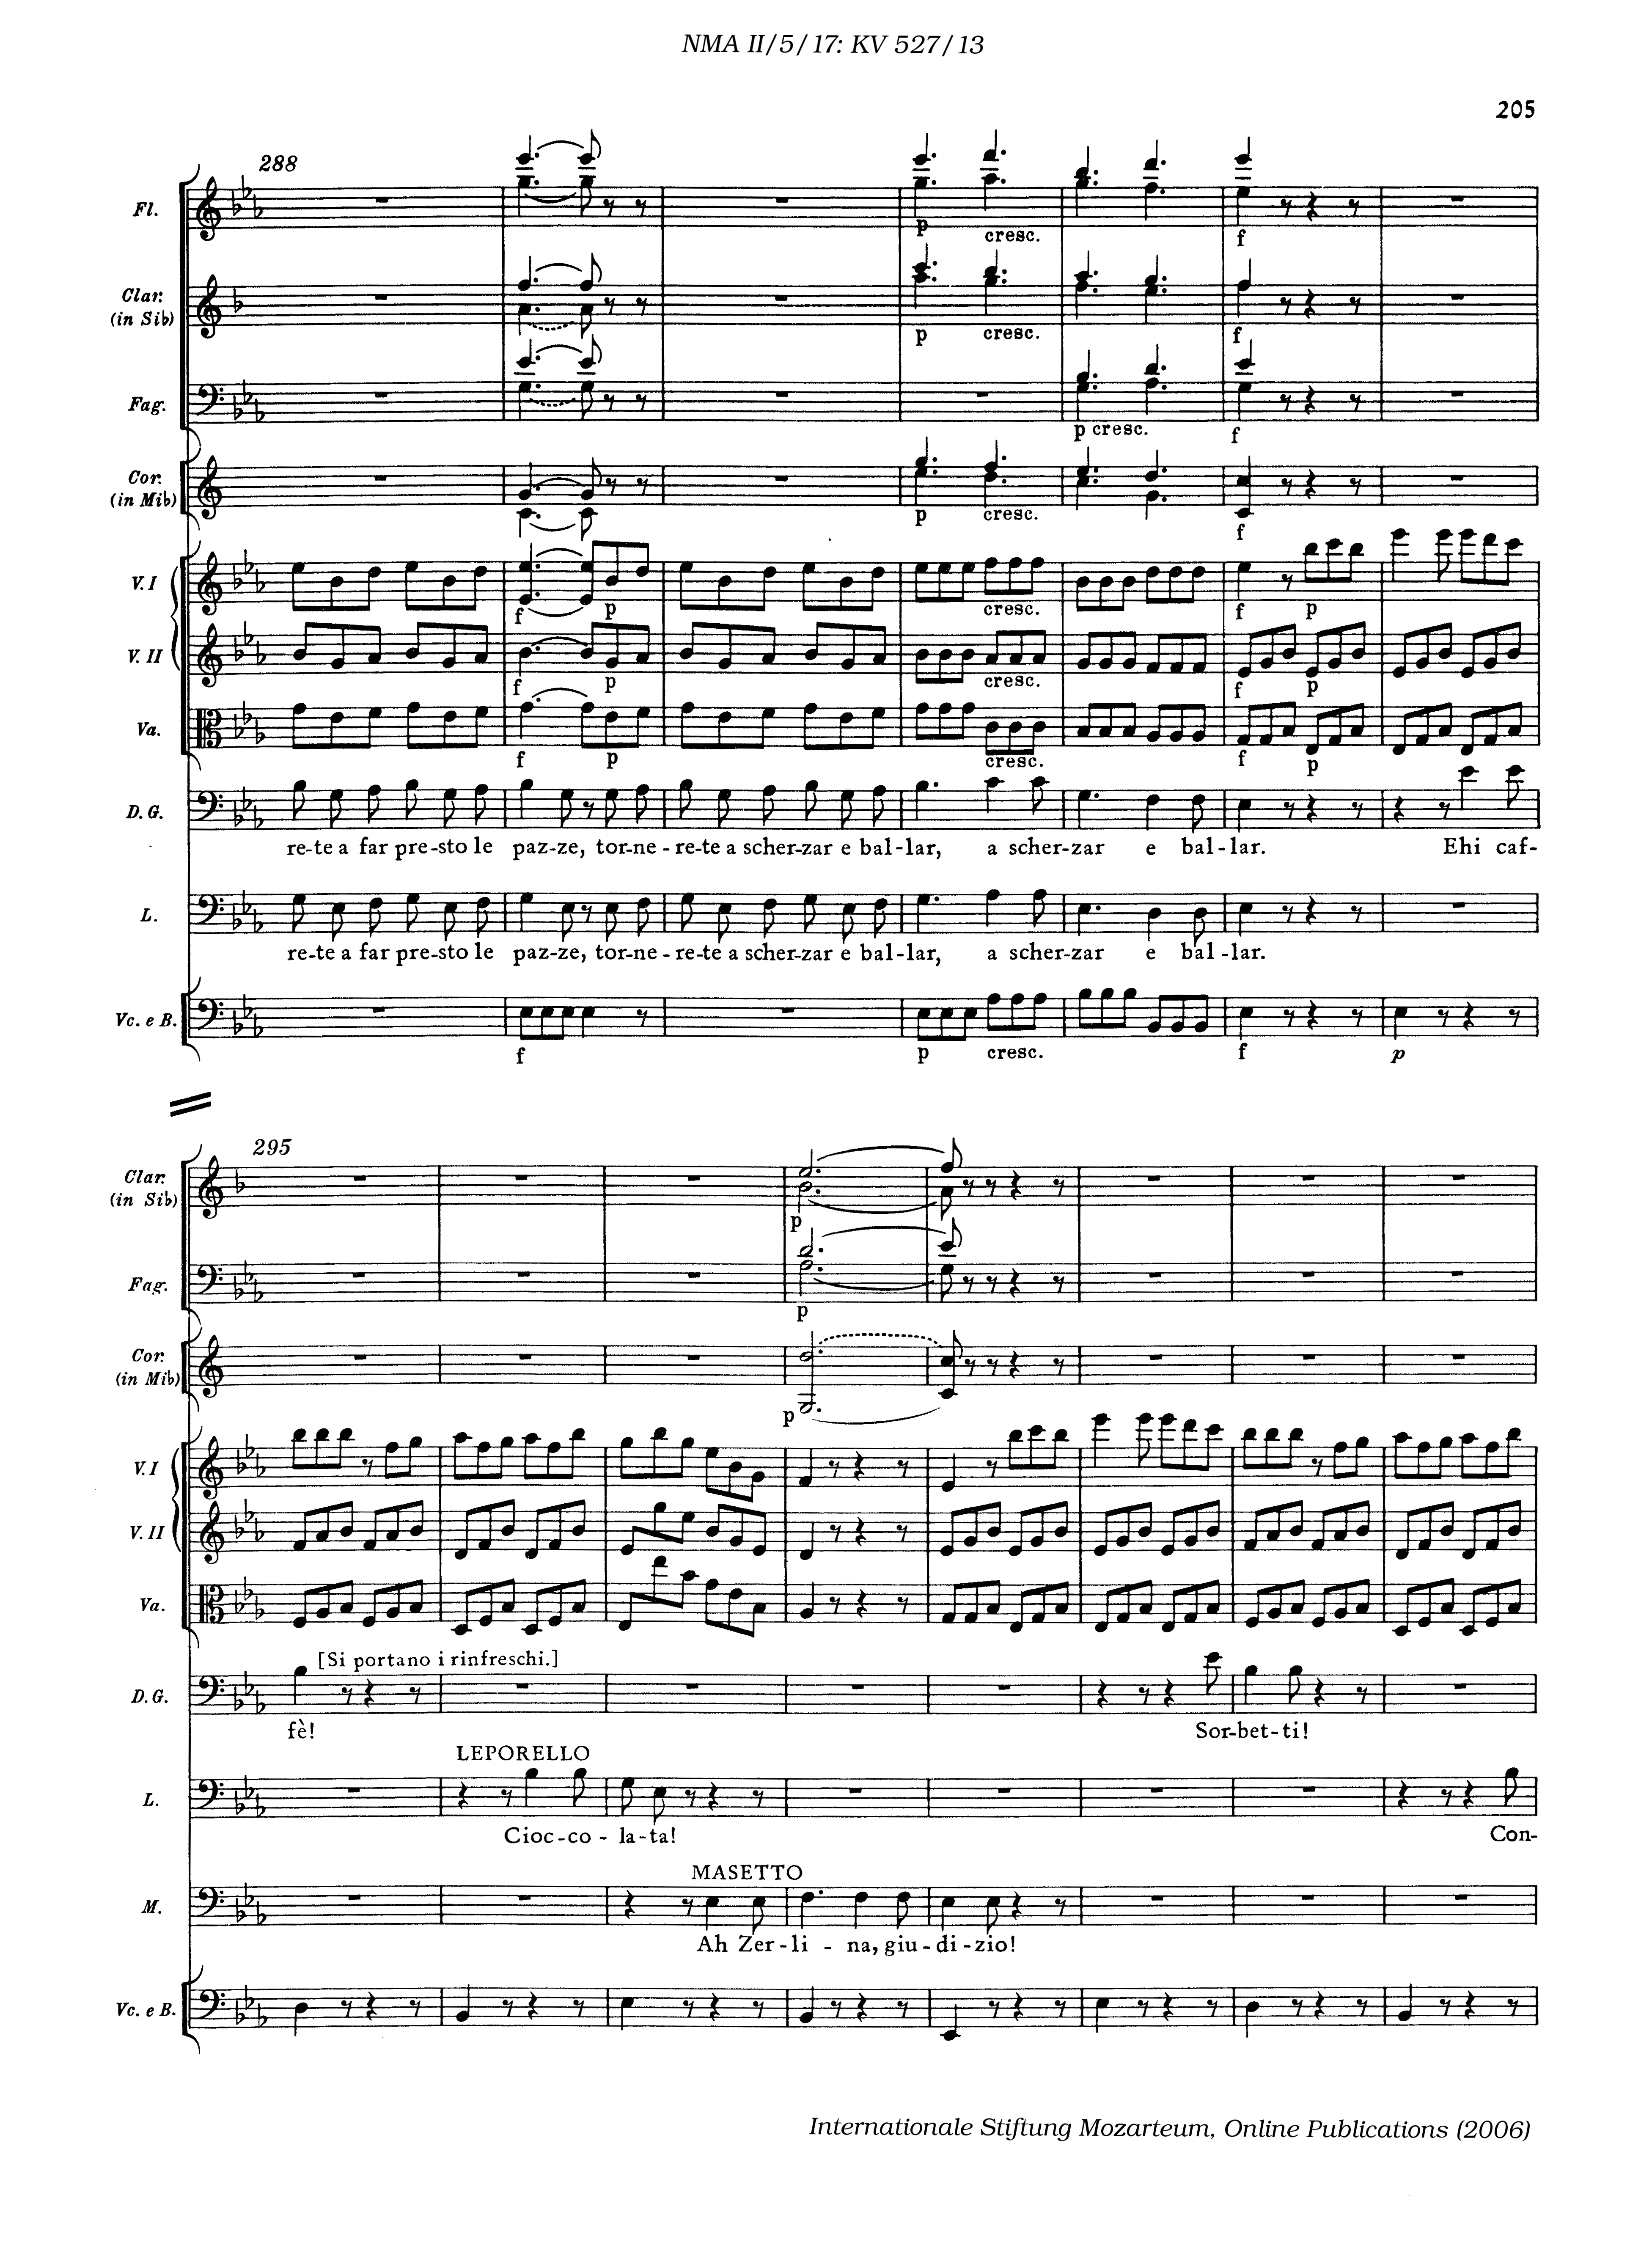 NMA II/5/17: KV 527/13
205
288
Fl.
p cresc. f
Clar. (in Sib)
p cresc. f
Fag.
p cresc. f
Cor. (in Mib)
p cresc. f
V. I
f p cresc. f p
V. II
f p cresc. f p
Va.
f p cresc. f p
D. G.
re-te a far pre-sto le paz-ze, tor-ne-re-te a scher-zar e bal-lar, a scher-zar e bal-lar. Ehi caf-
L.
re-te a far pre-sto le paz-ze, tor-ne-re-te a scher-zar e bal-lar, a scher-zar e bal-lar.
Vc. e B.
f p cresc. f p
295
Clar. (in Sib)
p
Fag.
p
Cor. (in Mib)
p
V. I
V. II
Va.
[Si portano i rinfreschi.]
D. G.
fè! Sor-bet-ti!
LEPORELLO
L.
Cioc-co-la-ta! Con-
MASETTO
M.
Ah Zer-li-na, giu-di-zio!
Vc. e B.
Internationale Stiftung Mozarteum, Online Publications (2006)